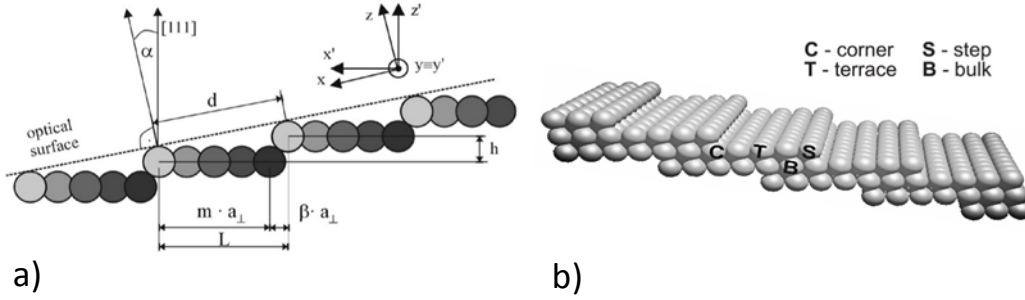 z
z'
[111]
α
x'
x
y≡y'
d
optical
surface
h
m · a⊥
β· a⊥
L
a)
C - corner S - step
T - terrace B - bulk
C T S
B
b)